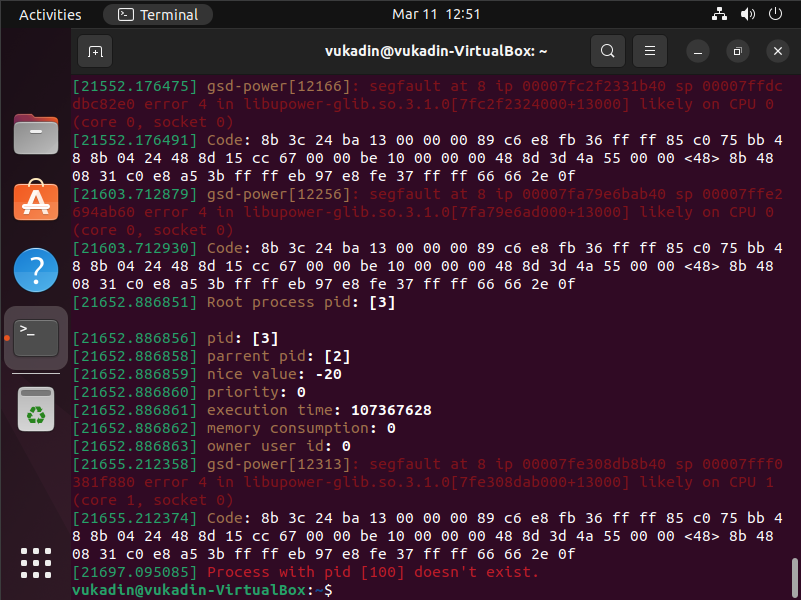 Activities
Terminal
Mar 11 12:51
vukadin@vukadin-VirtualBox: ~
[21552.176475] gsd-power[12166]: segfault at 8 ip 00007fc2f2331b40 sp 00007ffdc
dbc82e0 error 4 in libupower-glib.so.3.1.0[7fc2f2324000+13000] likely on CPU 0
(core 0, socket 0)
[21552.176491] Code: 8b 3c 24 ba 13 00 00 00 89 c6 e8 fb 36 ff ff 85 c0 75 bb 4
8 8b 04 24 48 8d 15 cc 67 00 00 be 10 00 00 00 48 8d 3d 4a 55 00 00 <48> 8b 48
08 31 c0 e8 a5 3b ff ff eb 97 e8 fe 37 ff ff 66 66 2e 0f
[21603.712879] gsd-power[12256]: segfault at 8 ip 00007fa79e6bab40 sp 00007ffe2
694ab60 error 4 in libupower-glib.so.3.1.0[7fa79e6ad000+13000] likely on CPU 0
(core 0, socket 0)
[21603.712930] Code: 8b 3c 24 ba 13 00 00 00 89 c6 e8 fb 36 ff ff 85 c0 75 bb 4
8 8b 04 24 48 8d 15 cc 67 00 00 be 10 00 00 00 48 8d 3d 4a 55 00 00 <48> 8b 48
08 31 c0 e8 a5 3b ff ff eb 97 e8 fe 37 ff ff 66 66 2e 0f
[21652.886851] Root process pid: [3]
[21652.886856] pid: [3]
[21652.886858] parrent pid: [2]
[21652.886859] nice value: -20
[21652.886860] priority: 0
[21652.886861] execution time: 107367628
[21652.886862] memory consumption: 0
[21652.886863] owner user id: 0
[21655.212358] gsd-power[12313]: segfault at 8 ip 00007fe308db8b40 sp 00007fff0
381f880 error 4 in libupower-glib.so.3.1.0[7fe308dab000+13000] likely on CPU 1
(core 1, socket 0)
[21655.212374] Code: 8b 3c 24 ba 13 00 00 00 89 c6 e8 fb 36 ff ff 85 c0 75 bb 4
8 8b 04 24 48 8d 15 cc 67 00 00 be 10 00 00 00 48 8d 3d 4a 55 00 00 <48> 8b 48
08 31 c0 e8 a5 3b ff ff eb 97 e8 fe 37 ff ff 66 66 2e 0f
[21697.095085] Process with pid [100] doesn't exist.
vukadin@vukadin-VirtualBox:~$